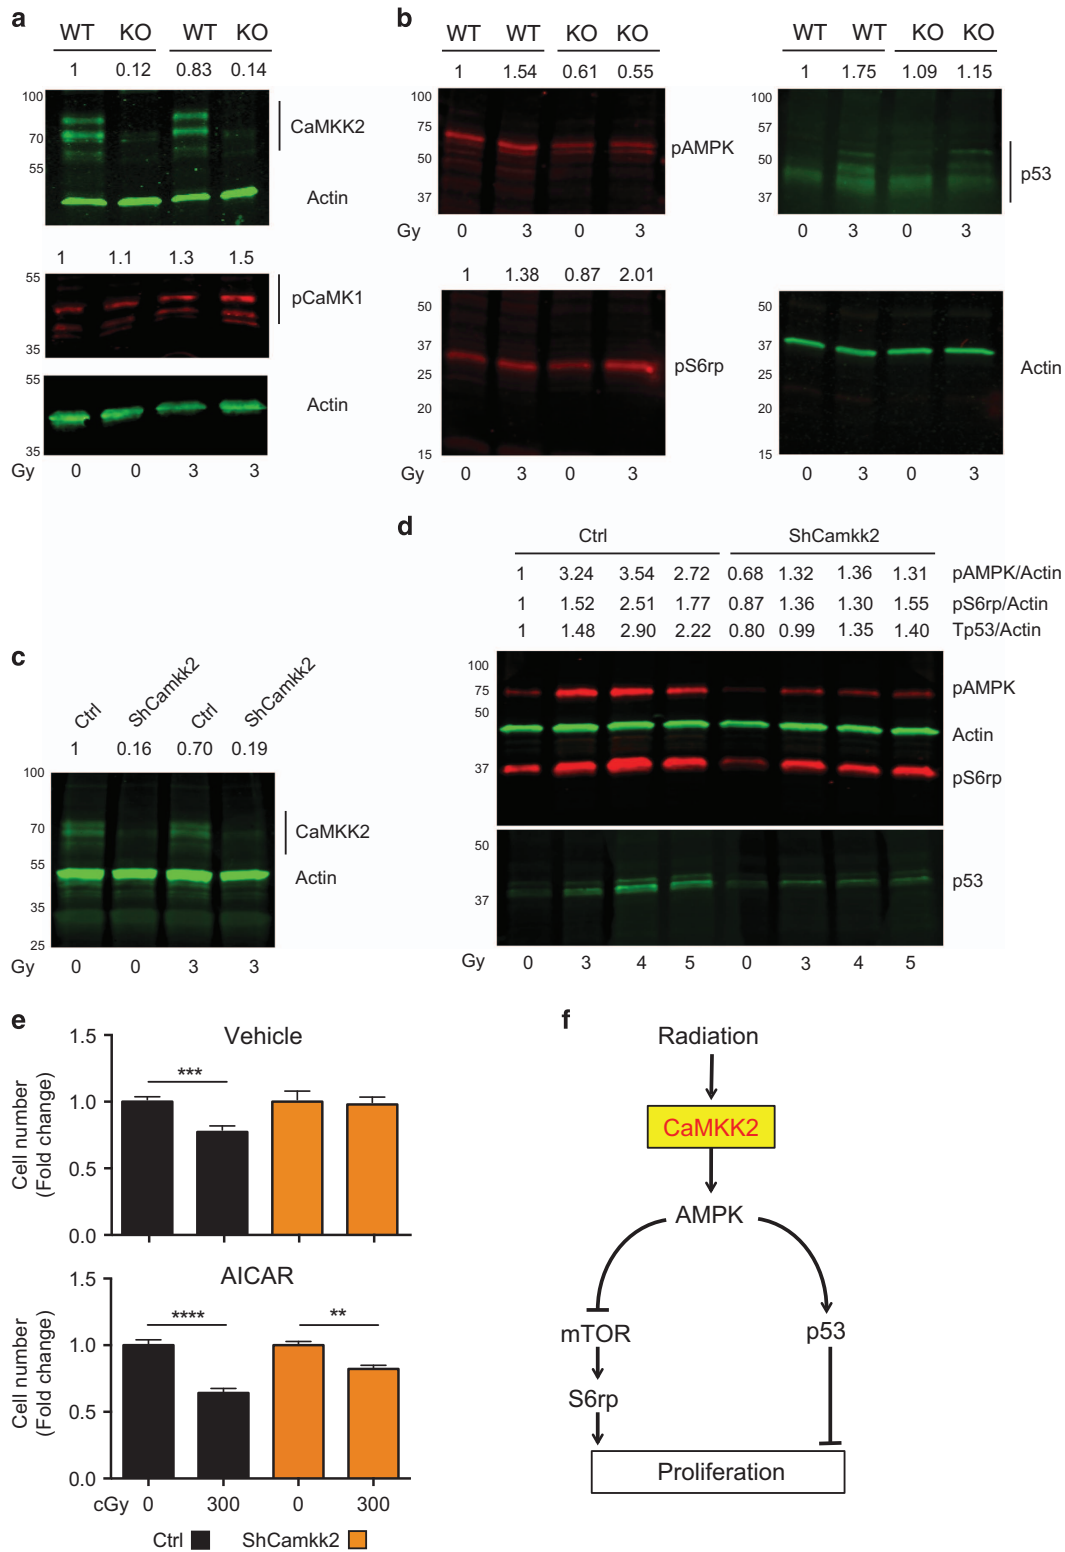 a
WT KO WT KO
1 0.12 0.83 0.14
100
70
55
CaMKK2
Actin
1 1.1 1.3 1.5
55
35
pCaMK1
55
35
Actin
Gy 0 0 3 3
b
WT WT KO KO
1 1.54 0.61 0.55
100
75
50
37
pAMPK
Gy 0 3 0 3
1 1.38 0.87 2.01
50
37
25
20
15
pS6rp
Gy 0 3 0 3
WT WT KO KO
1 1.75 1.09 1.15
100
57
50
37
p53
0 3 0 3
50
37
25
20
15
Actin
0 3 0 3
c
Ctrl ShCamkk2 Ctrl ShCamkk2
1 0.16 0.70 0.19
100
70
55
35
25
CaMKK2
Actin
Gy 0 0 3 3
d
Ctrl ShCamkk2
1 3.24 3.54 2.72 0.68 1.32 1.36 1.31 pAMPK/Actin
1 1.52 2.51 1.77 0.87 1.36 1.30 1.55 pS6rp/Actin
1 1.48 2.90 2.22 0.80 0.99 1.35 1.40 Tp53/Actin
100
75
50
37
pAMPK
Actin
pS6rp
50
37
p53
Gy 0 3 4 5 0 3 4 5
e
Vehicle
Cell number
(Fold change)
1.5
1.0
0.5
0.0
***
AICAR
Cell number
(Fold change)
1.5
1.0
0.5
0.0
**** **
cGy 0 300 0 300
Ctrl ShCamkk2
f
Radiation
CaMKK2
AMPK
mTOR p53
S6rp
Proliferation